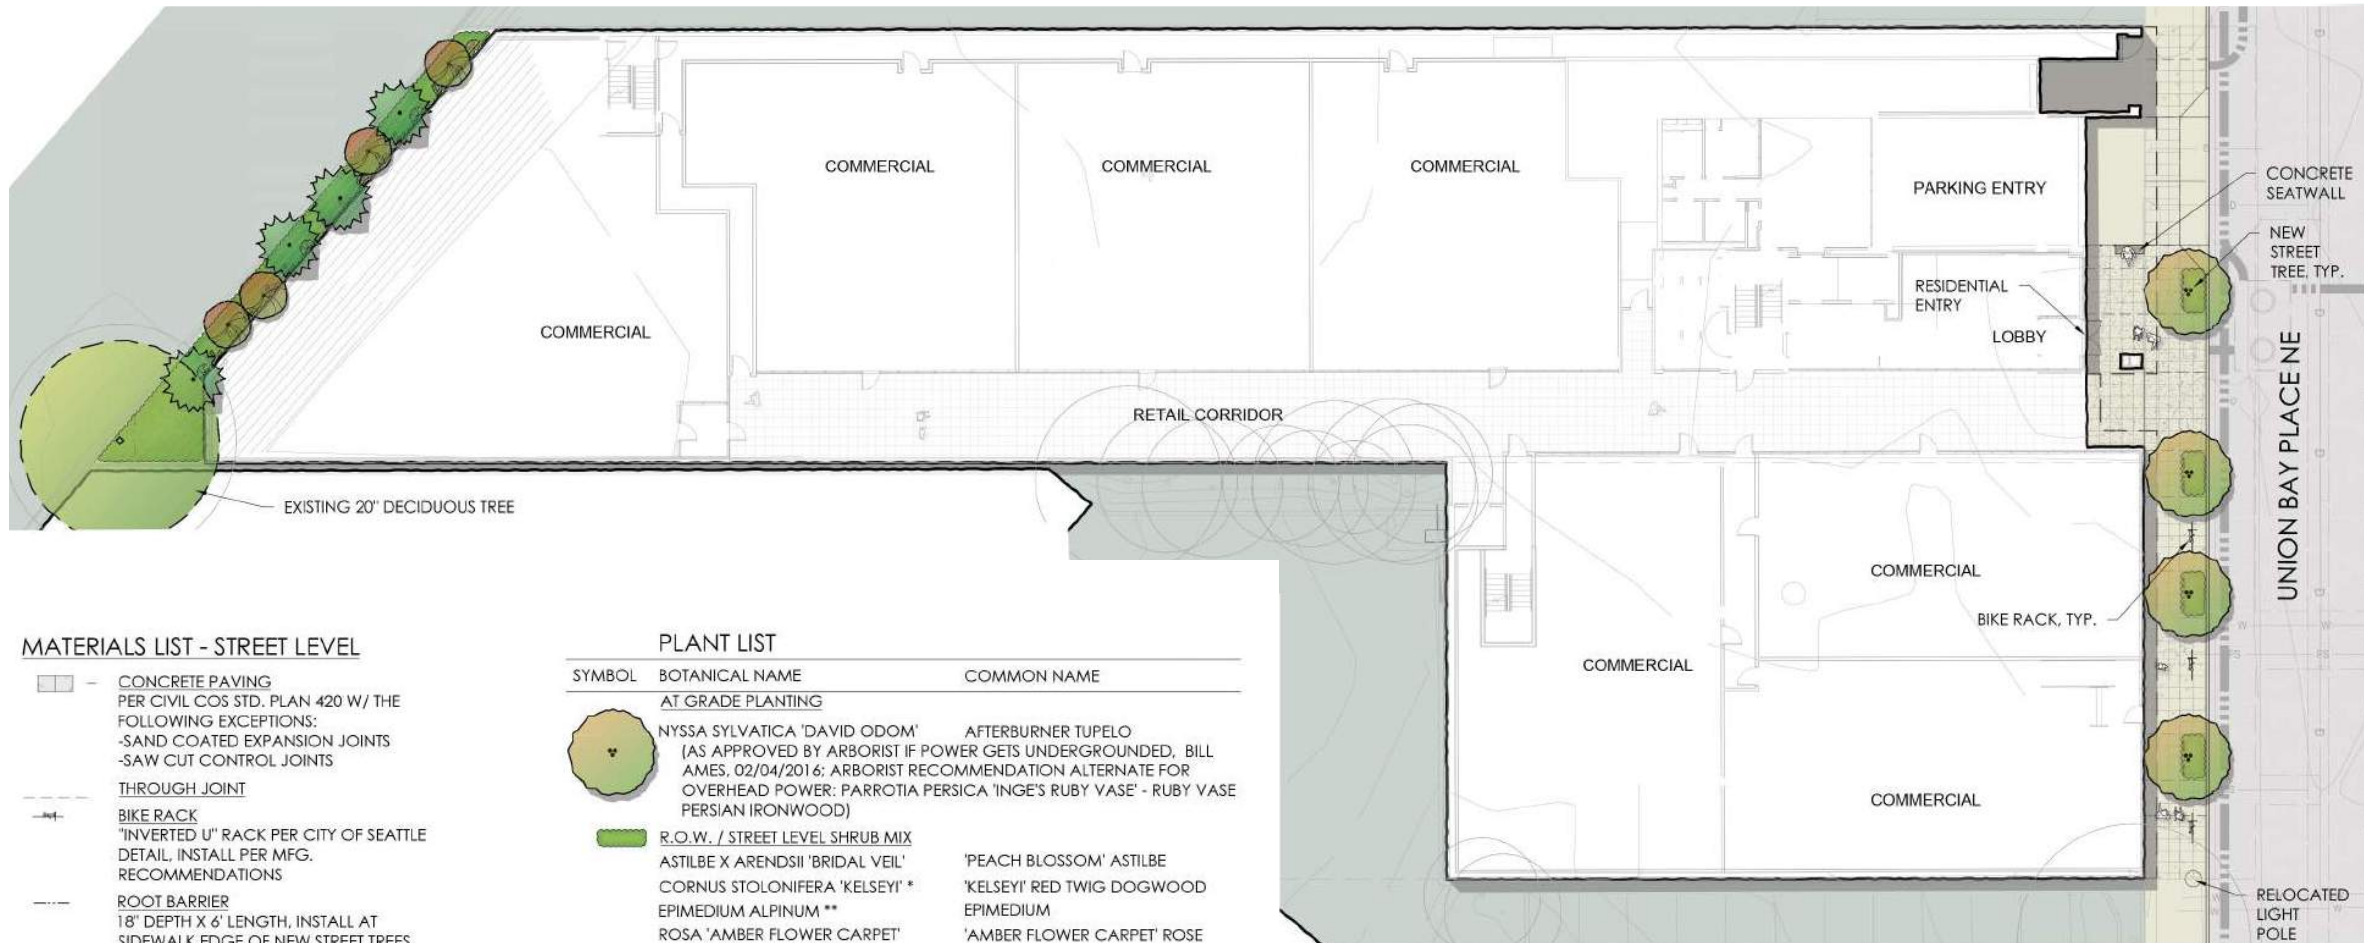 COMMERCIAL
COMMERCIAL
COMMERCIAL
PARKING ENTRY
CONCRETE
SEATWALL
NEW
STREET
TREE, TYP.
RESIDENTIAL
ENTRY
LOBBY
COMMERCIAL
RETAIL CORRIDOR
UNION BAY PLACE NE
EXISTING 20" DECIDUOUS TREE
COMMERCIAL
BIKE RACK, TYP.
COMMERCIAL
COMMERCIAL
RELOCATED
LIGHT
POLE
MATERIALS LIST - STREET LEVEL
CONCRETE PAVING
PER CIVIL COS STD. PLAN 420 W/ THE
FOLLOWING EXCEPTIONS:
-SAND COATED EXPANSION JOINTS
-SAW CUT CONTROL JOINTS
THROUGH JOINT
BIKE RACK
"INVERTED U" RACK PER CITY OF SEATTLE
DETAIL, INSTALL PER MFG.
RECOMMENDATIONS
ROOT BARRIER
18" DEPTH X 6' LENGTH, INSTALL AT
SIDEWALK EDGE OF NEW STREET TREES
PLANT LIST
SYMBOL BOTANICAL NAME COMMON NAME
AT GRADE PLANTING
NYSSA SYLVATICA 'DAVID ODOM' AFTERBURNER TUPELO
(AS APPROVED BY ARBORIST IF POWER GETS UNDERGROUNDED, BILL
AMES, 02/04/2016; ARBORIST RECOMMENDATION ALTERNATE FOR
OVERHEAD POWER: PARROTIA PERSICA 'INGE'S RUBY VASE' - RUBY VASE
PERSIAN IRONWOOD)
R.O.W. / STREET LEVEL SHRUB MIX
ASTILBE X ARENDSII 'BRIDAL VEIL' 'PEACH BLOSSOM' ASTILBE
CORNUS STOLONIFERA 'KELSEYI' * 'KELSEYI' RED TWIG DOGWOOD
EPIMEDIUM ALPINUM ** EPIMEDIUM
ROSA 'AMBER FLOWER CARPET' 'AMBER FLOWER CARPET' ROSE